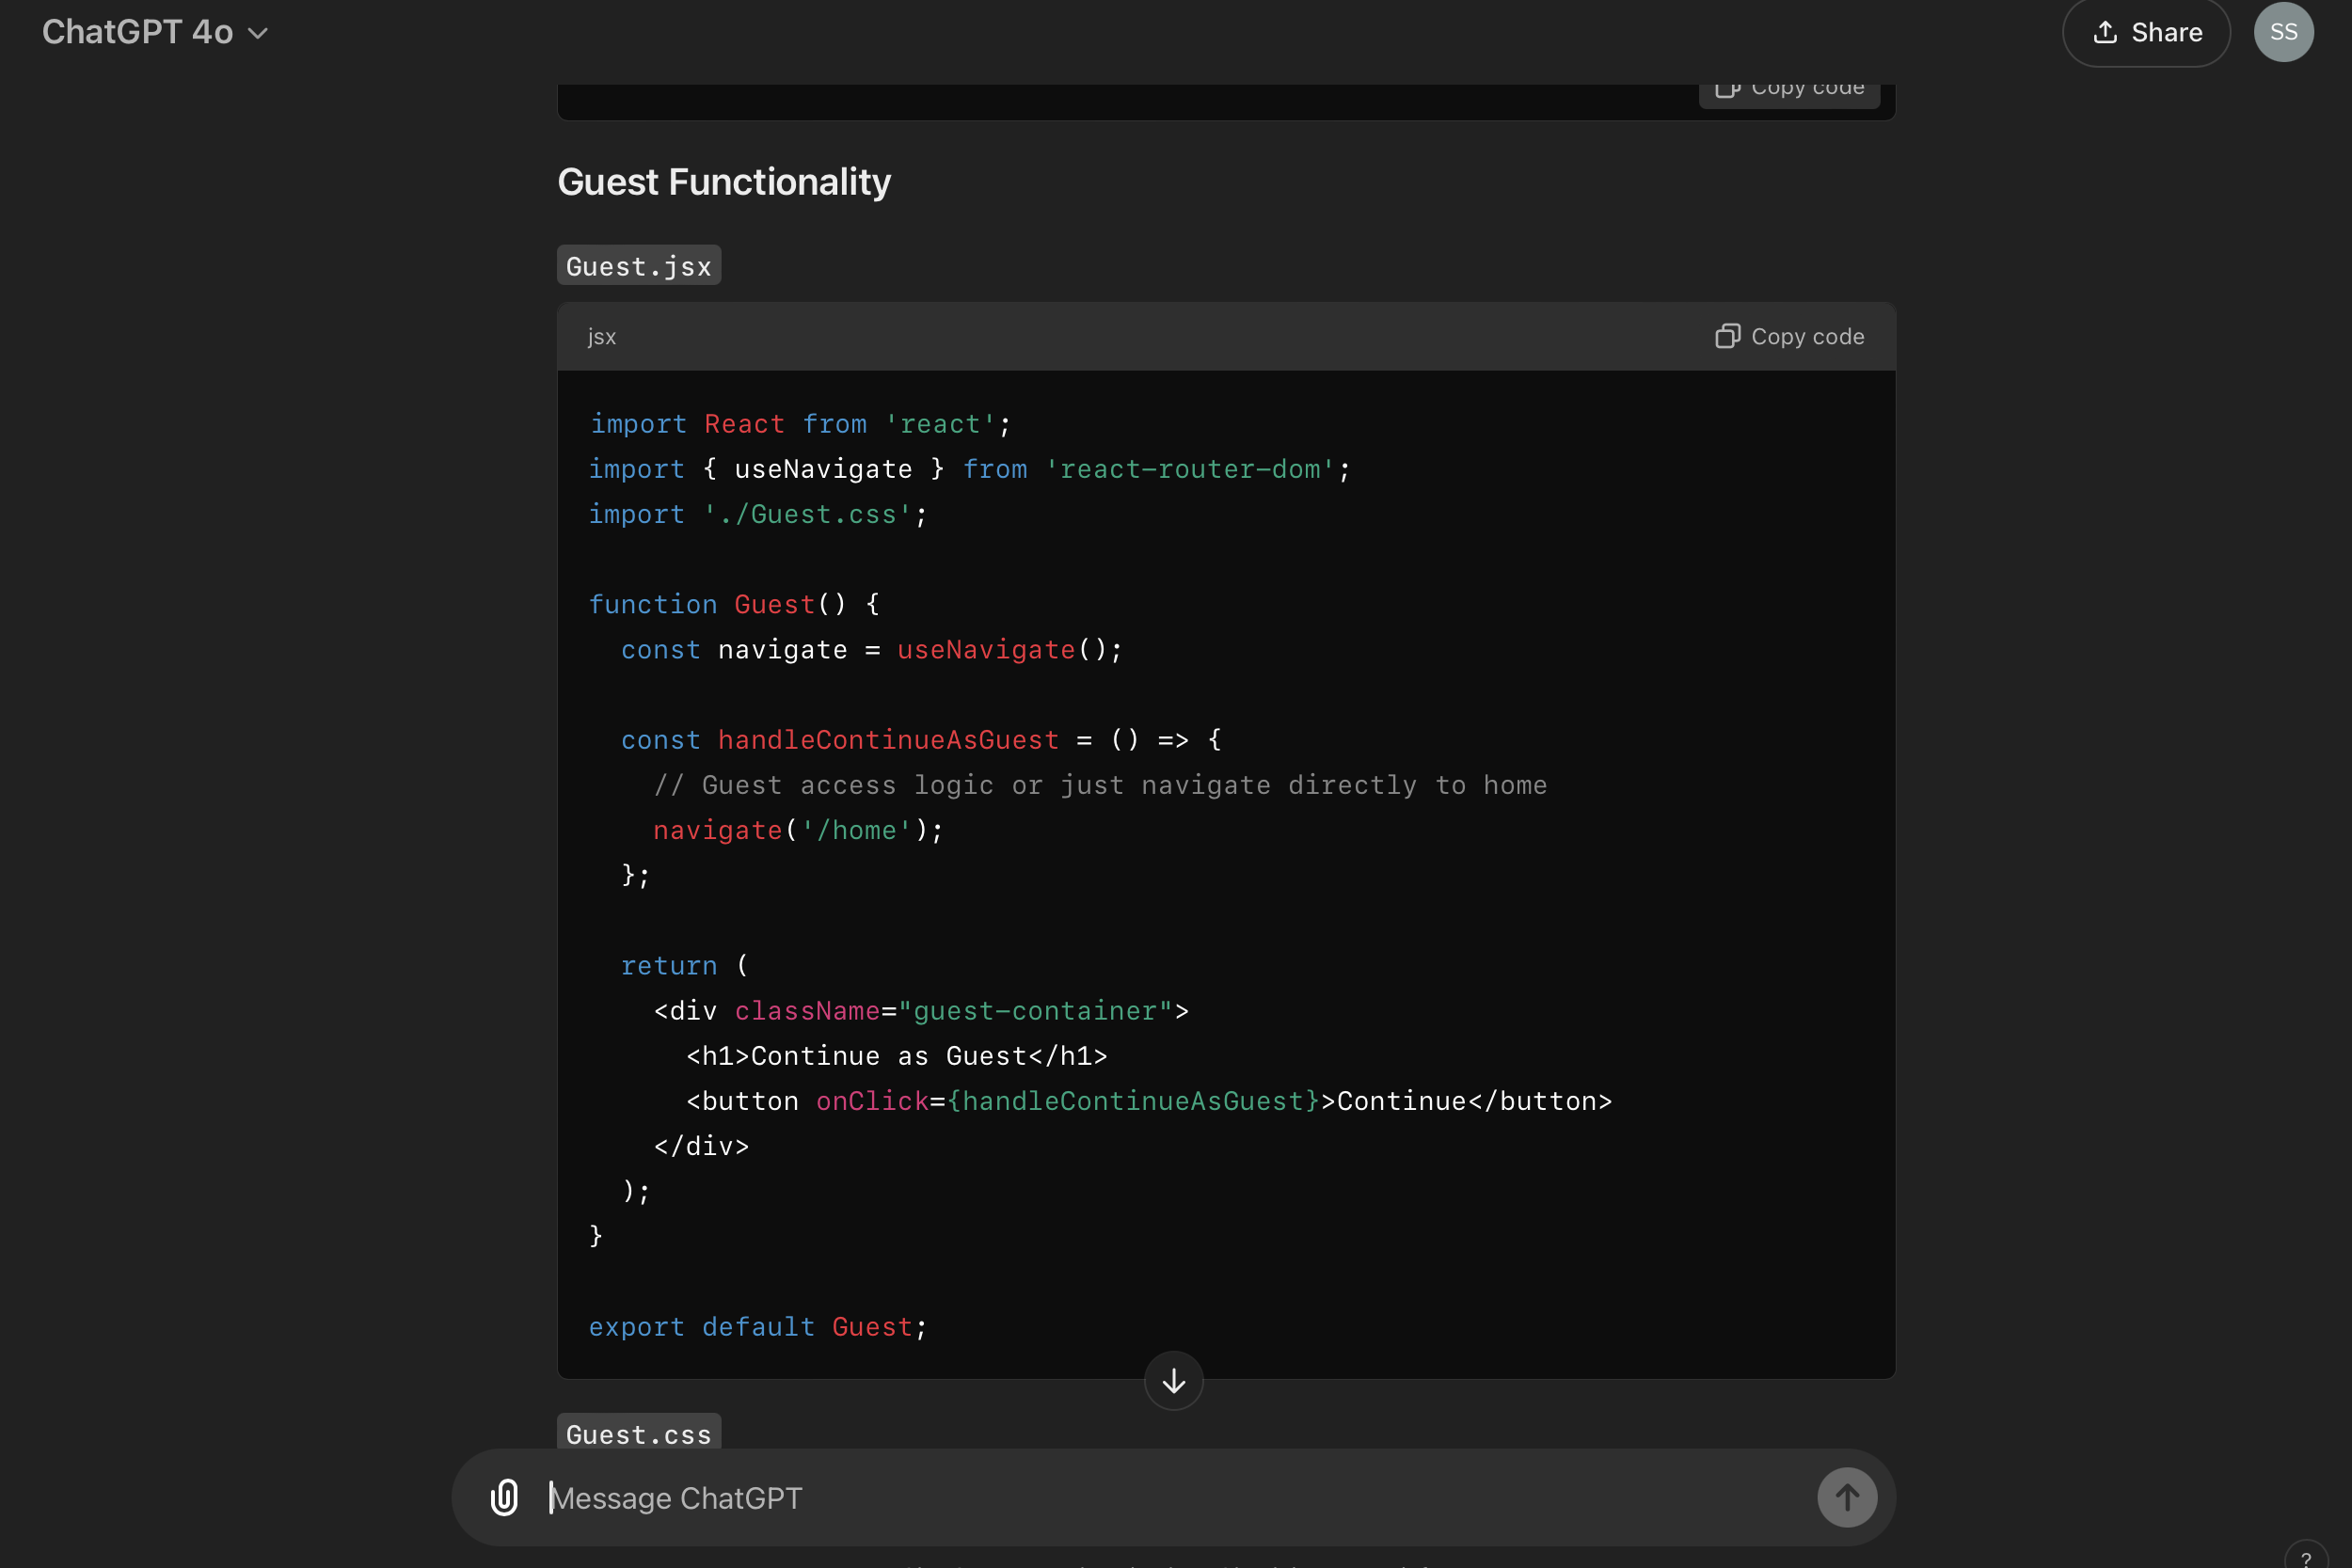 ChatGPT 4o
Share
SS
Copy code
Guest Functionality
Guest.jsx
jsx
Copy code
import React from 'react';
import { useNavigate } from 'react-router-dom';
import './Guest.css';
function Guest() {
  const navigate = useNavigate();
  const handleContinueAsGuest = () => {
    // Guest access logic or just navigate directly to home
    navigate('/home');
  };
  return (
    <div className="guest-container">
      <h1>Continue as Guest</h1>
      <button onClick={handleContinueAsGuest}>Continue</button>
    </div>
  );
}
export default Guest;
Guest.css
Message ChatGPT
?